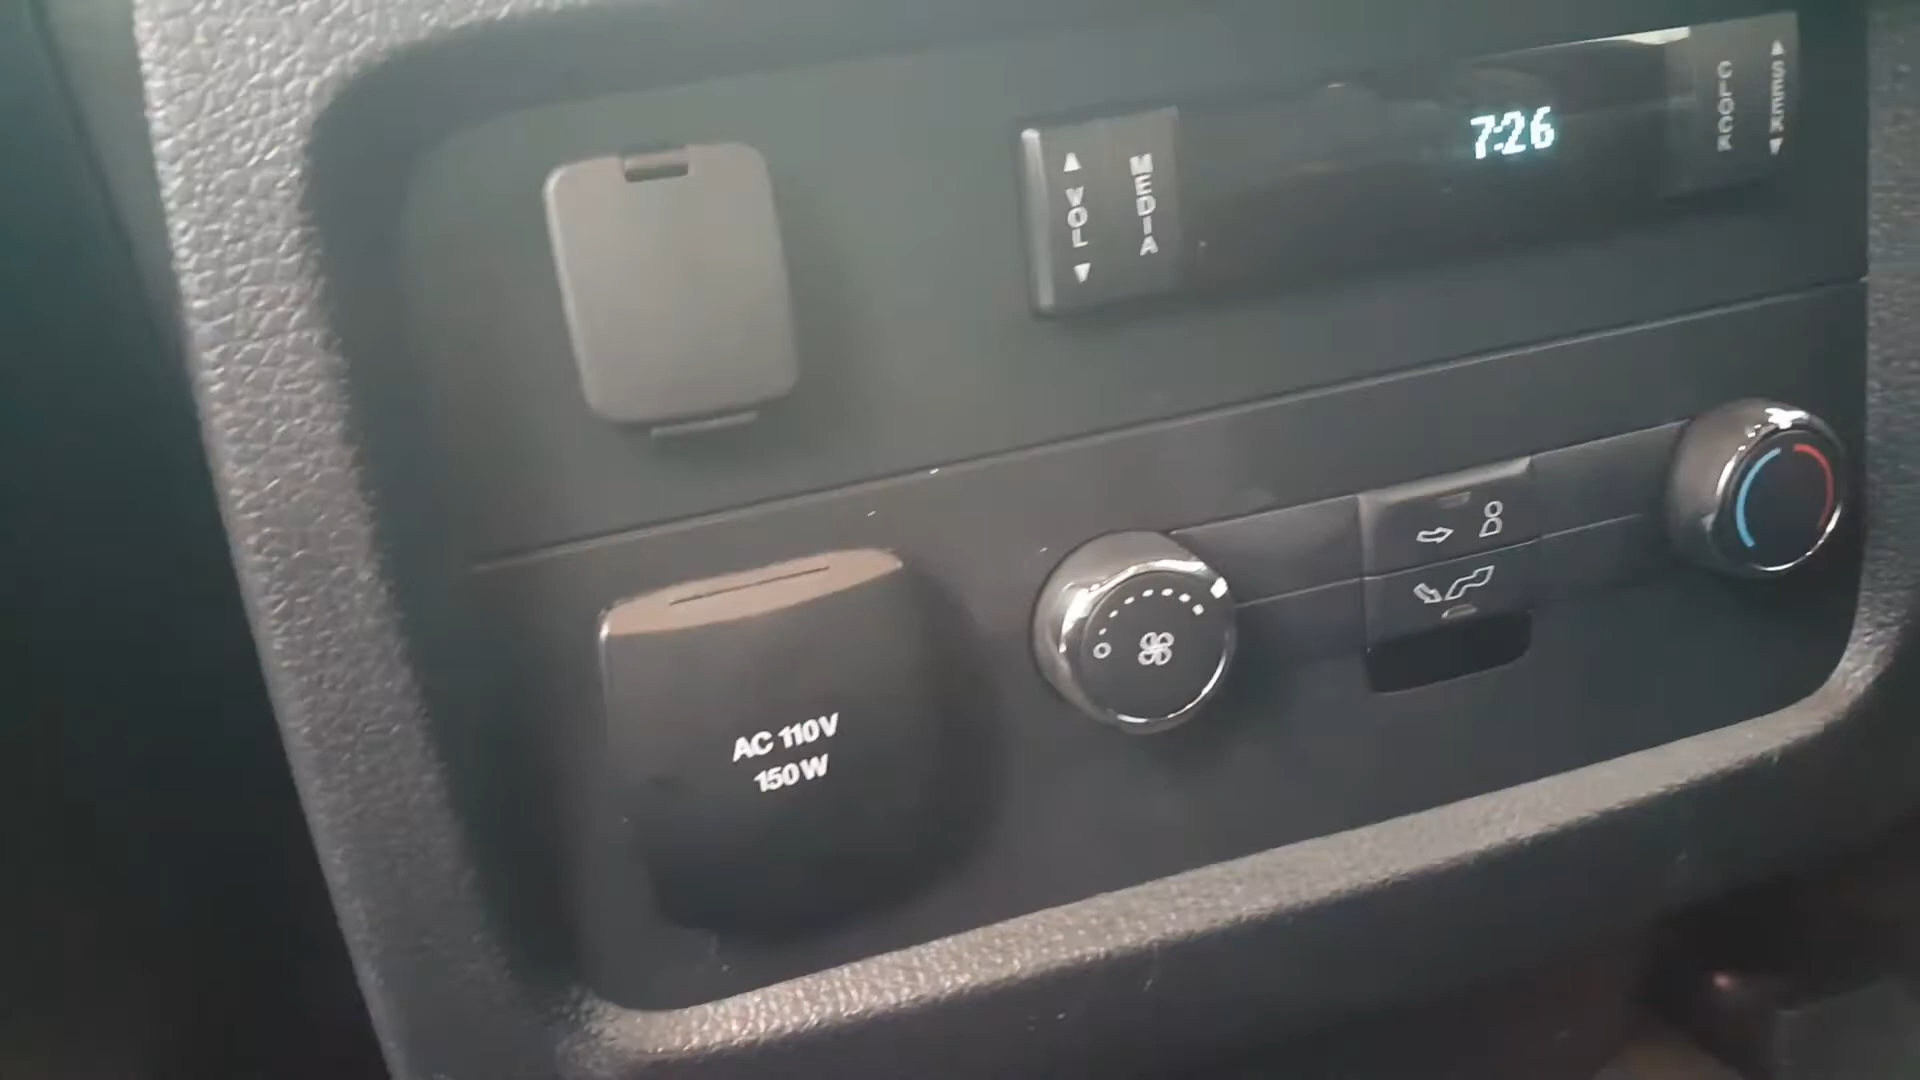 ▲ VOL ▼
MEDIA
7:26
CLOCK
▲ SEEK ▼
AC 110V
150W